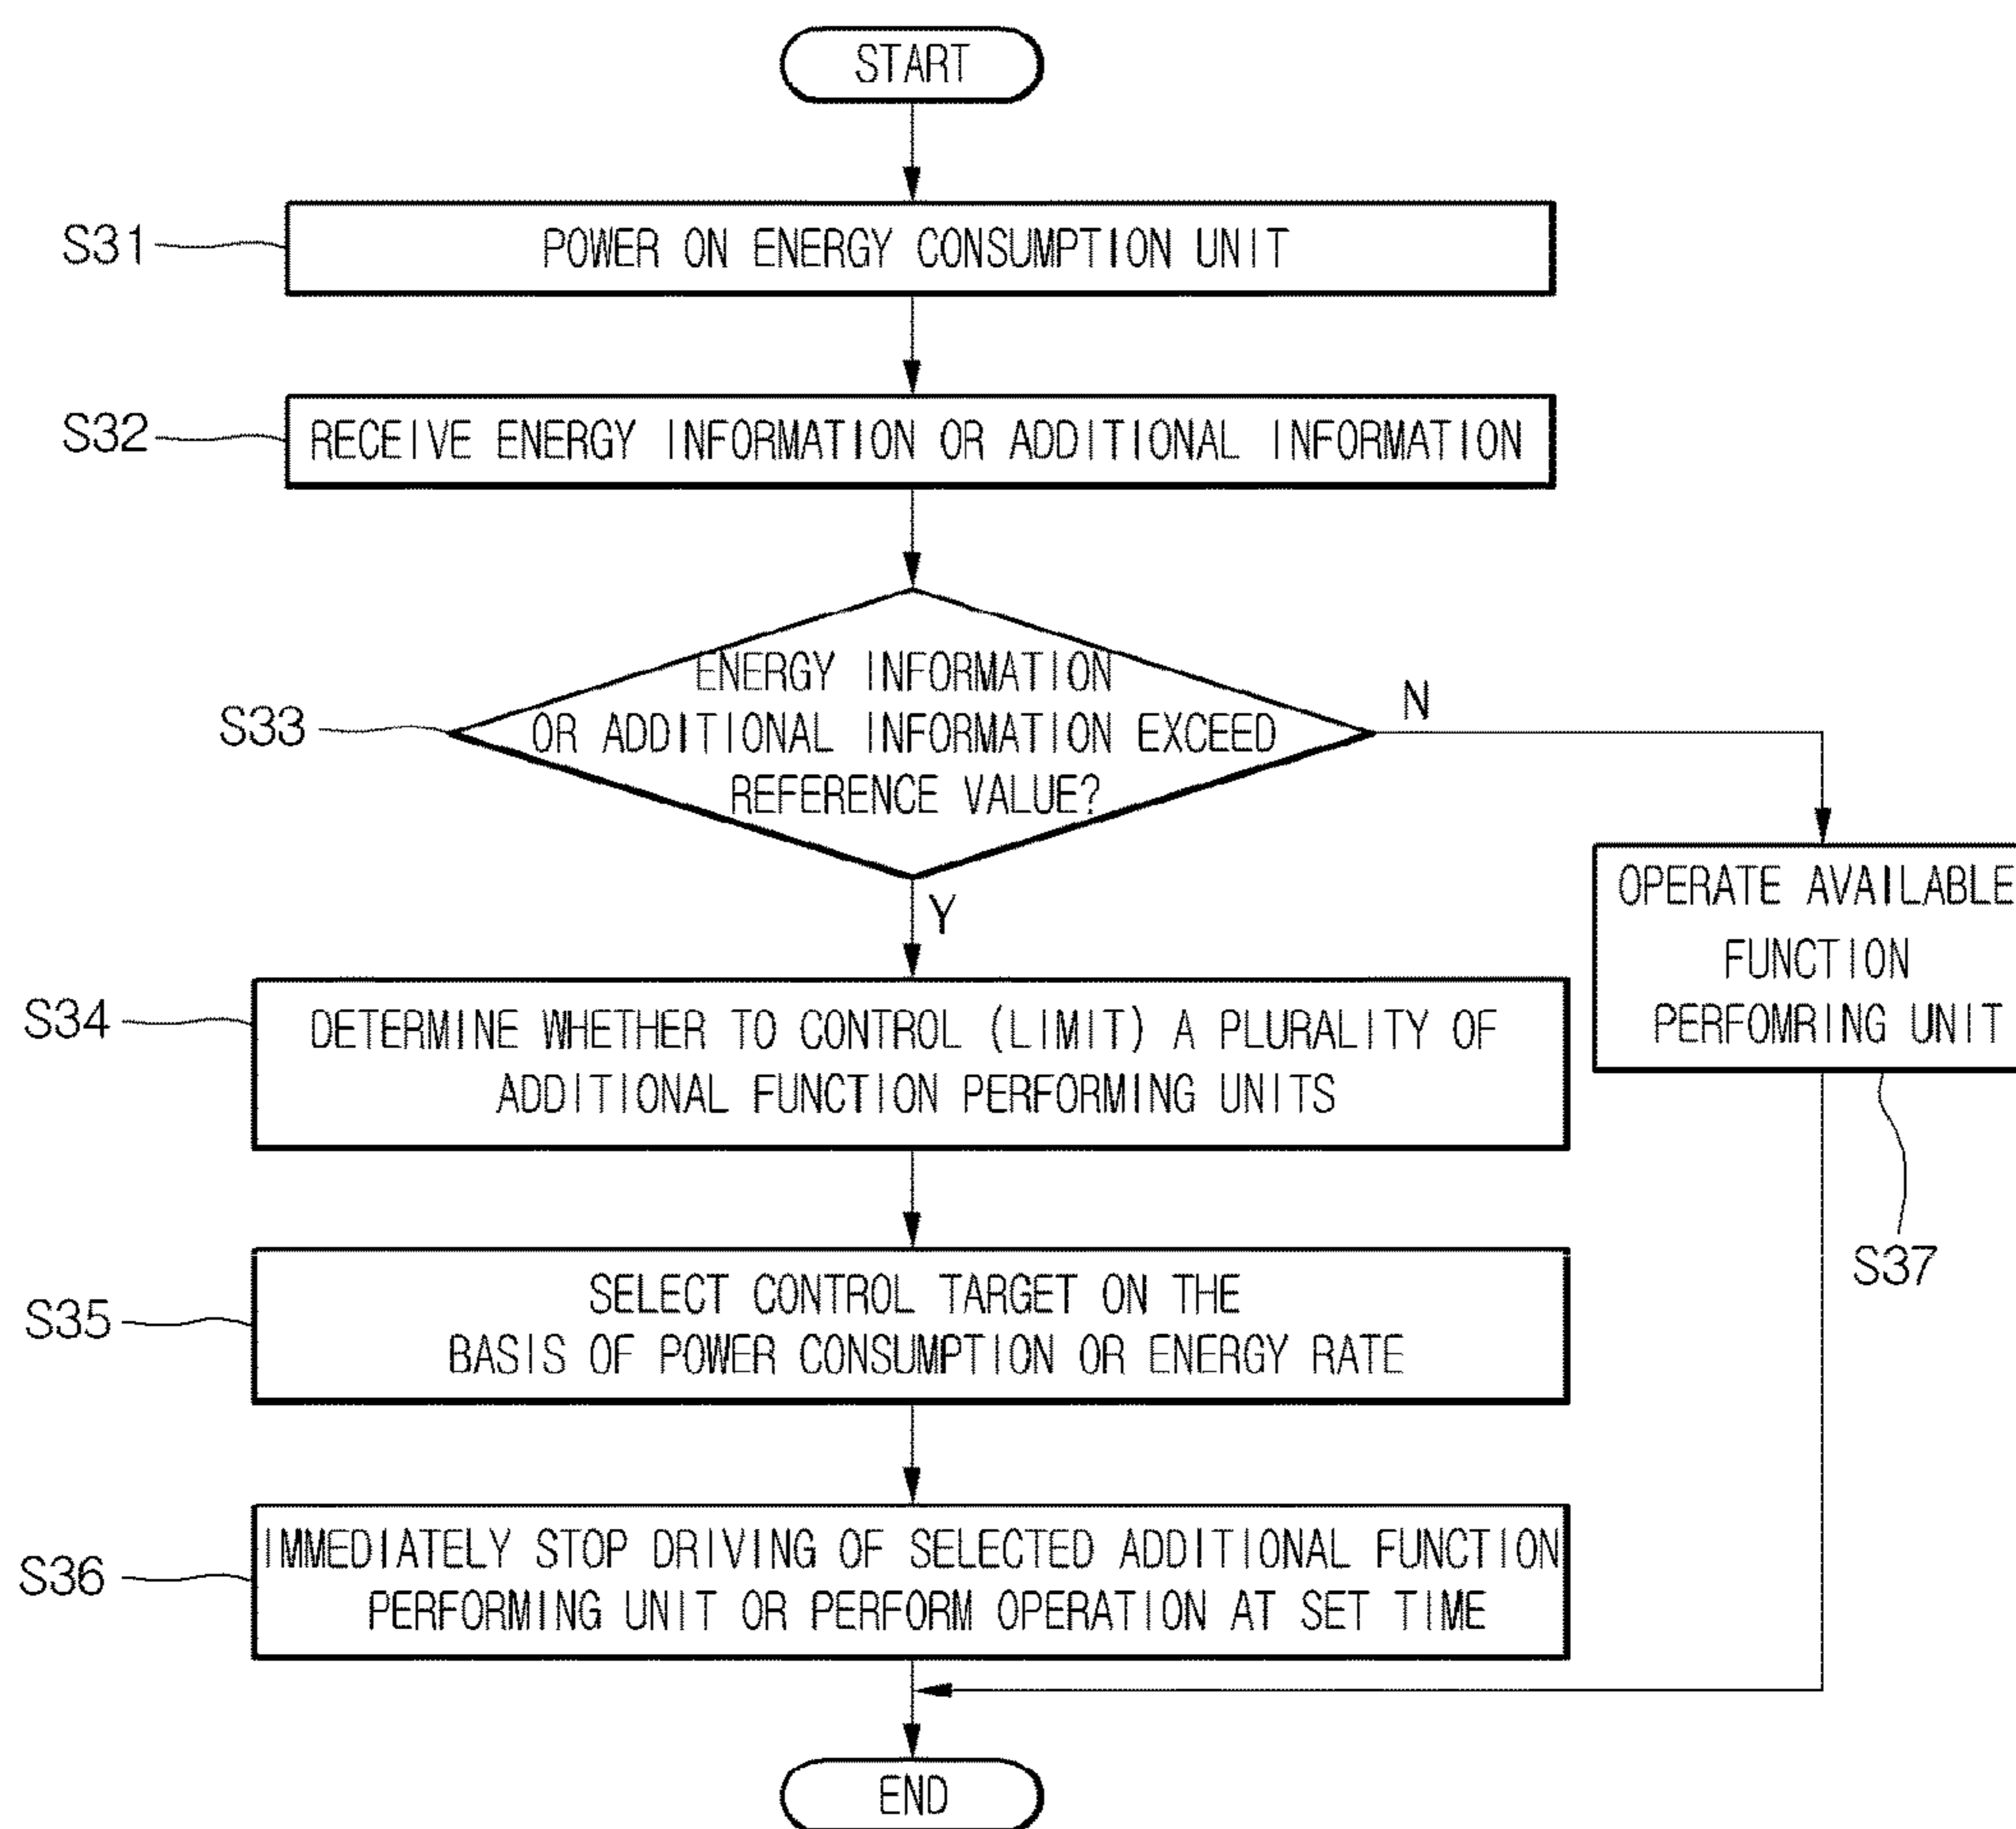 START
S31
POWER ON ENERGY CONSUMPTION UNIT
S32
RECEIVE ENERGY INFORMATION OR ADDITIONAL INFORMATION
S33
ENERGY INFORMATION
OR ADDITIONAL INFORMATION EXCEED
REFERENCE VALUE?
N
Y
OPERATE AVAILABLE
FUNCTION
PERFOMRING UNIT
S37
S34
DETERMINE WHETHER TO CONTROL (LIMIT) A PLURALITY OF
ADDITIONAL FUNCTION PERFORMING UNITS
S35
SELECT CONTROL TARGET ON THE
BASIS OF POWER CONSUMPTION OR ENERGY RATE
S36
IMMEDIATELY STOP DRIVING OF SELECTED ADDITIONAL FUNCTION
PERFORMING UNIT OR PERFORM OPERATION AT SET TIME
END